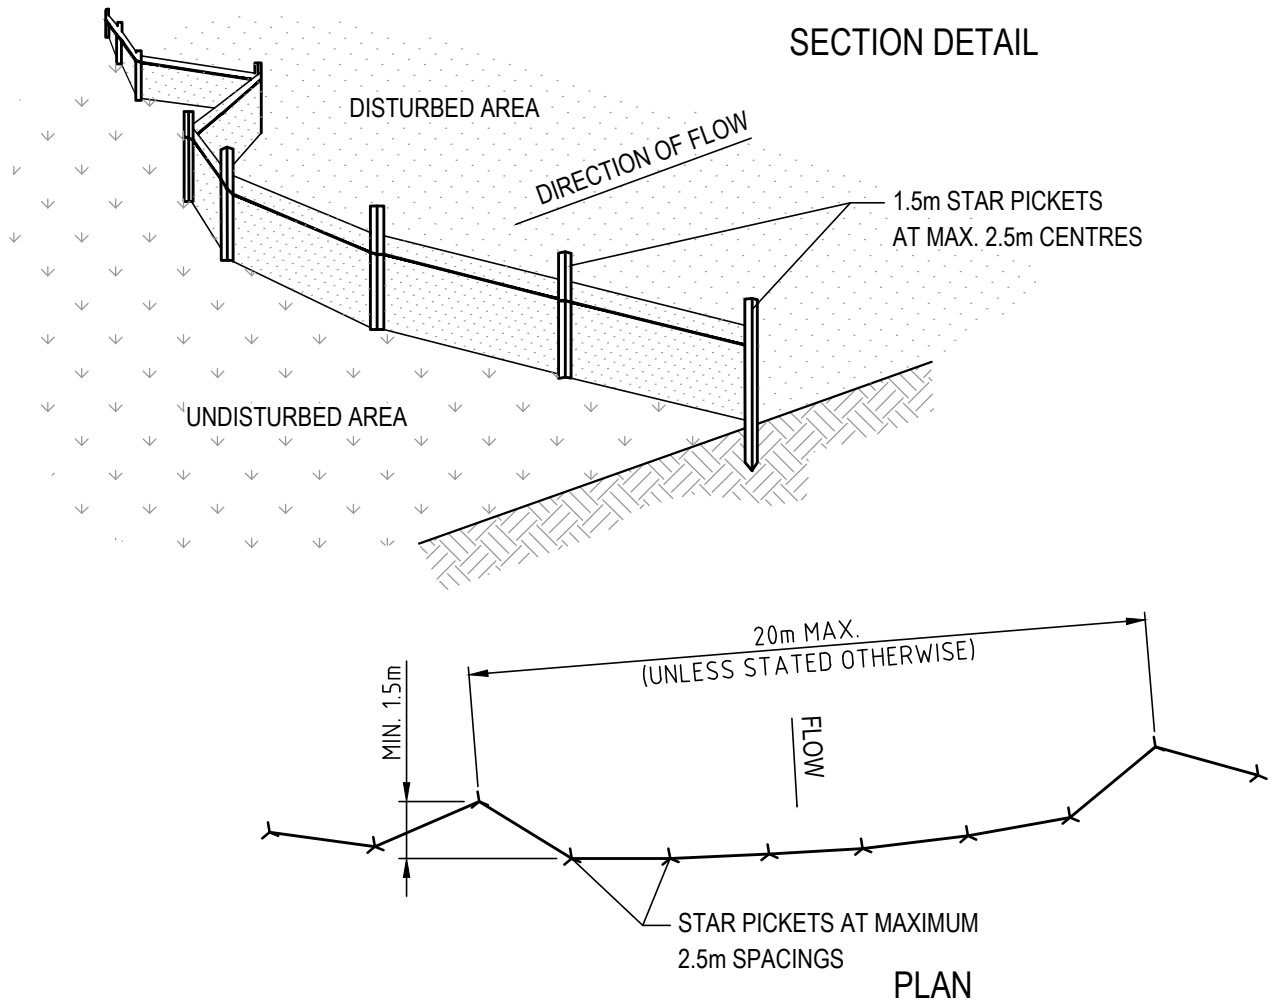 SECTION DETAIL
DISTURBED AREA
DIRECTION OF FLOW
1.5m STAR PICKETS
AT MAX. 2.5m CENTRES
UNDISTURBED AREA
20m MAX.
(UNLESS STATED OTHERWISE)
MIN. 1.5m
FLOW
STAR PICKETS AT MAXIMUM
2.5m SPACINGS
PLAN